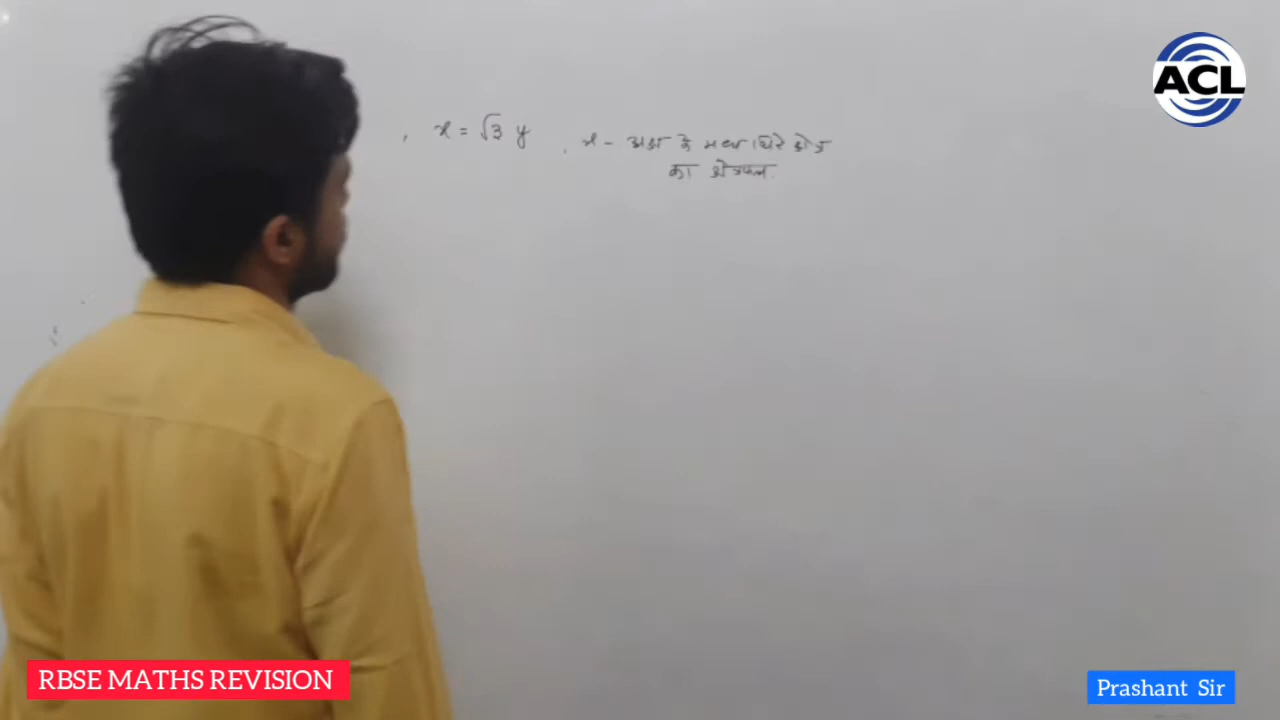 ACL
, x = √3 y , x - अक्ष के मध्य घिरे क्षेत्र
का क्षेत्रफल.
RBSE MATHS REVISION
Prashant Sir